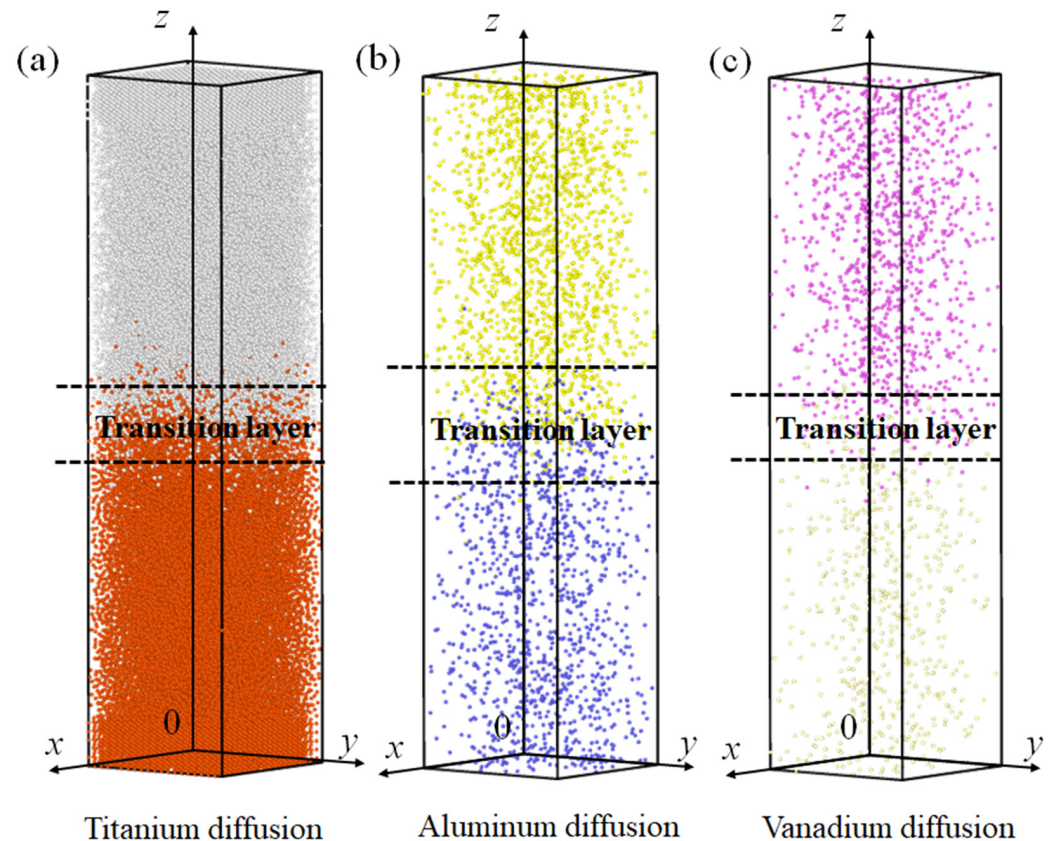 z
z
z
(a)
(b)
(c)
Transition layer
Transition layer
Transition layer
0
0
0
x
y
x
y
x
y
Titanium diffusion
Aluminum diffusion
Vanadium diffusion